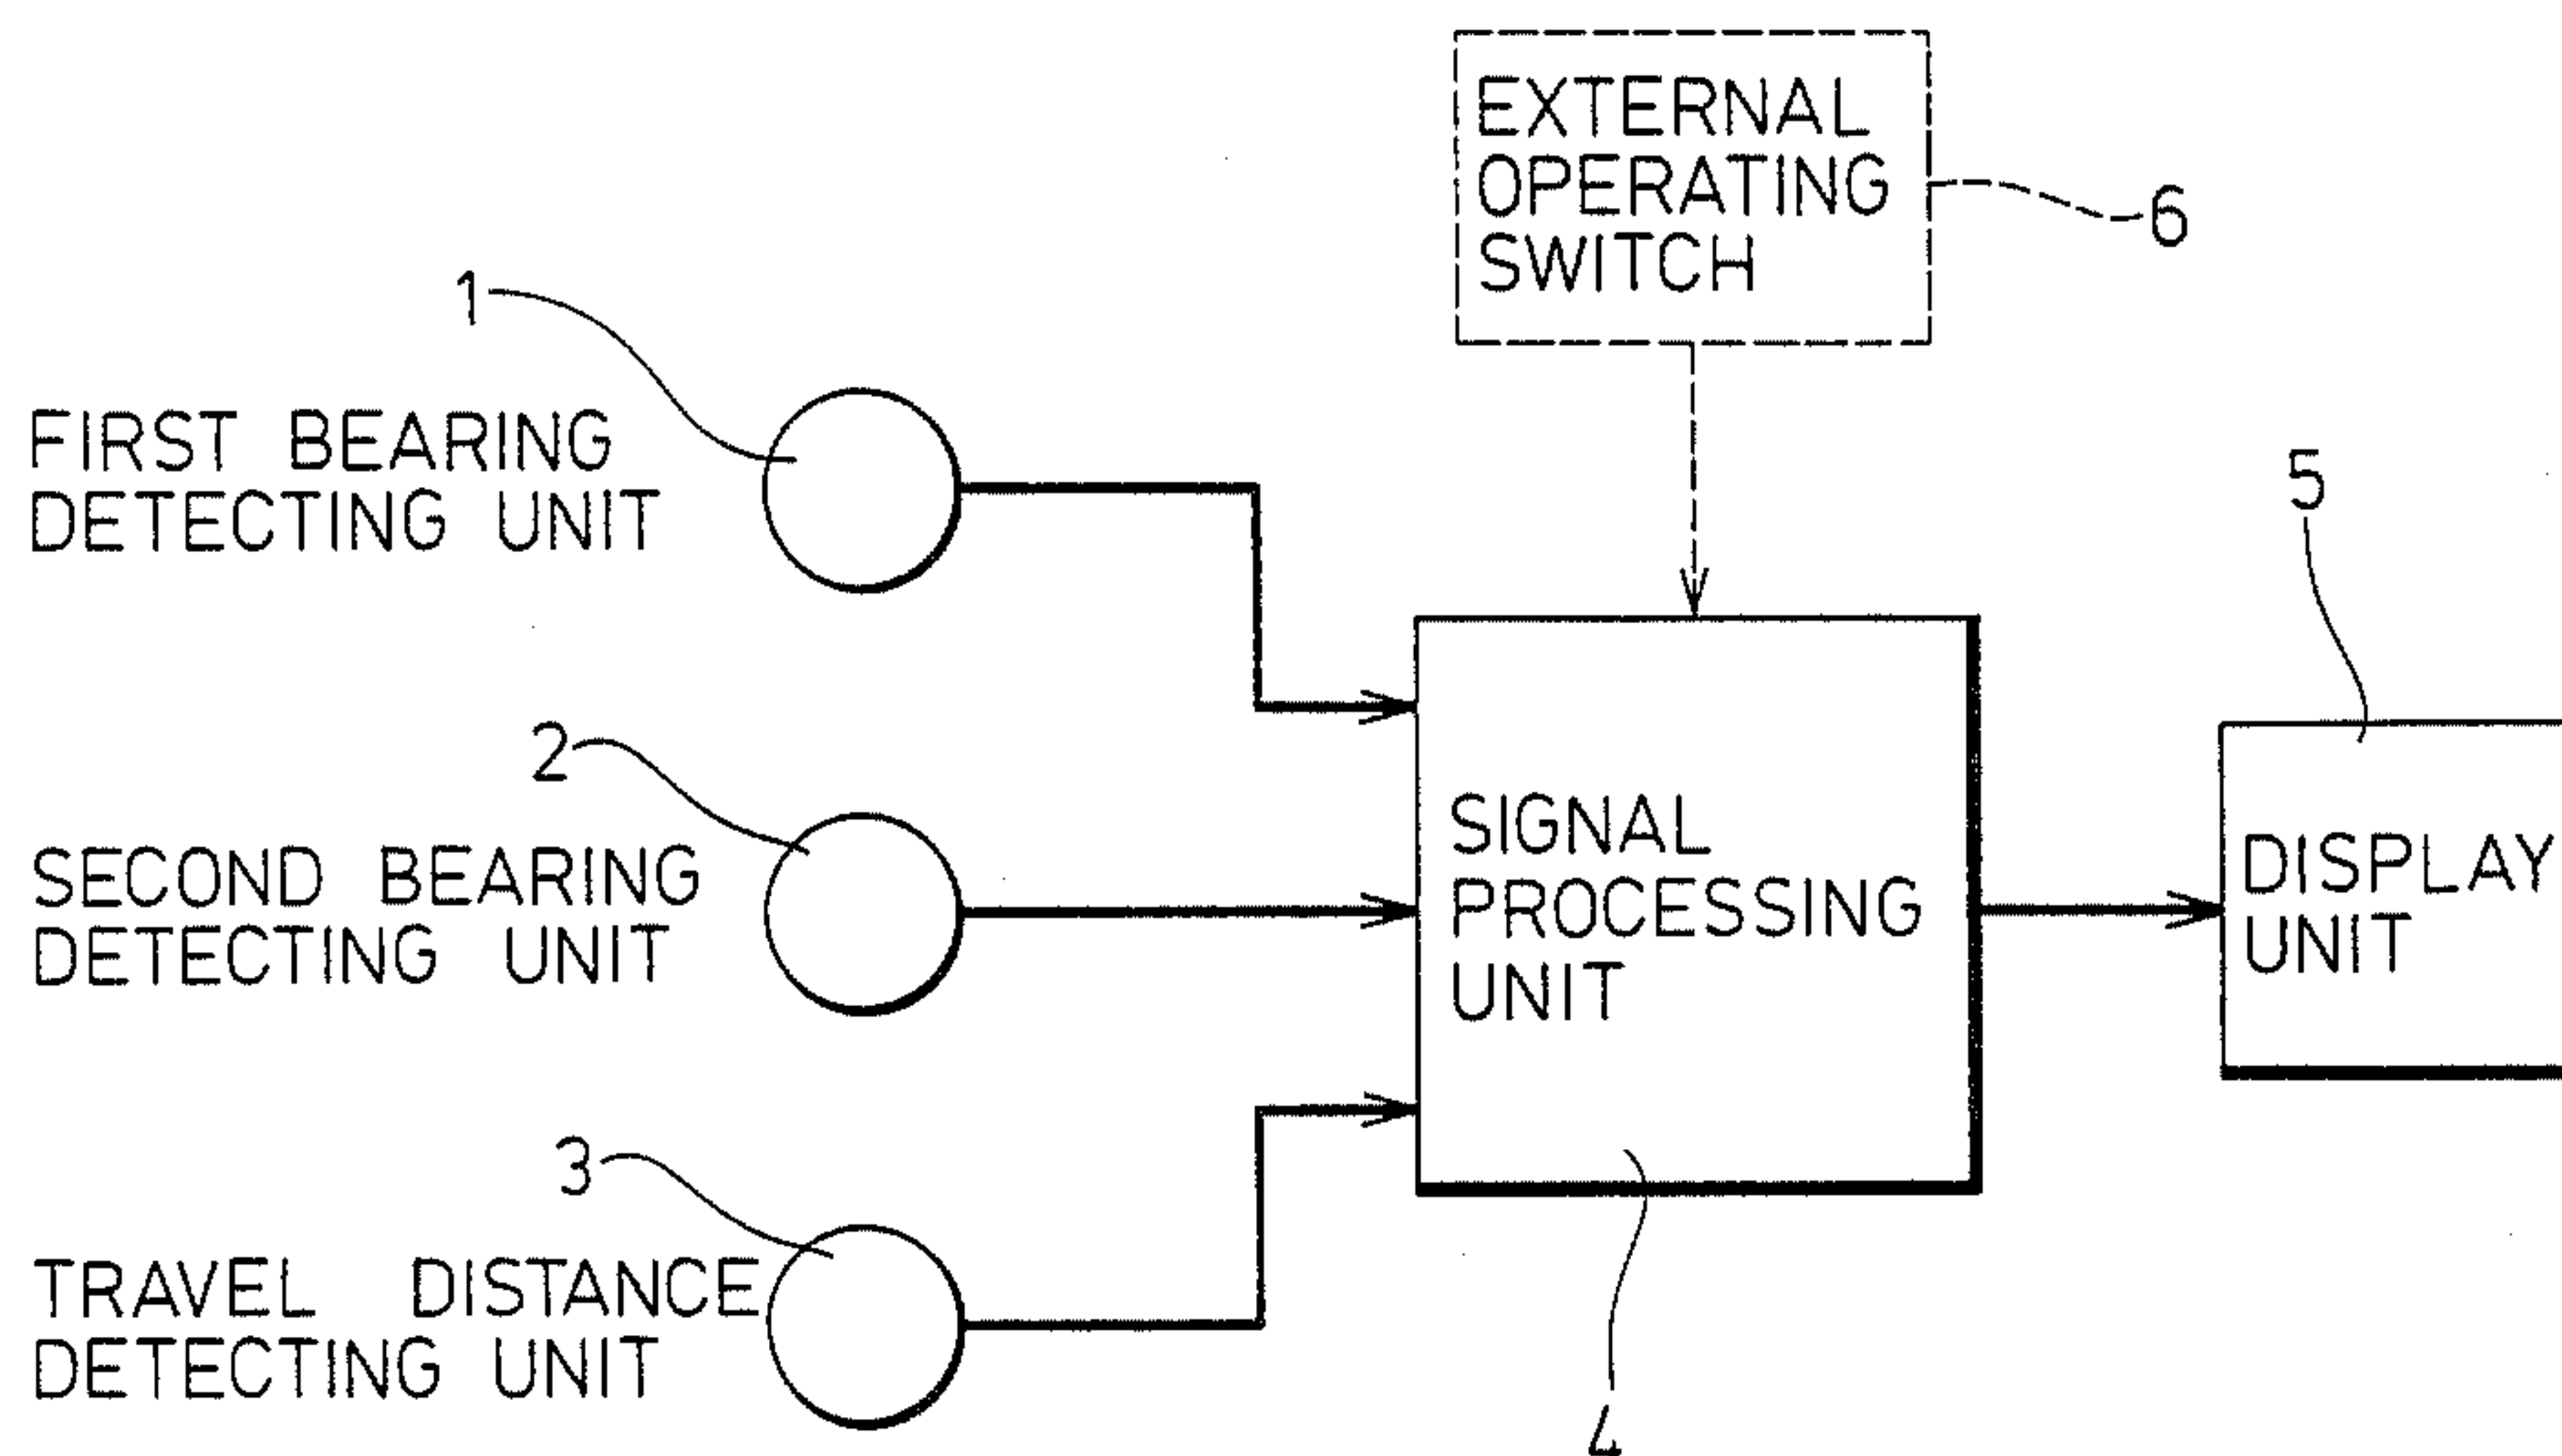 EXTERNAL
OPERATING
SWITCH
6
1
FIRST BEARING
DETECTING UNIT
5
2
SECOND BEARING
DETECTING UNIT
SIGNAL
PROCESSING
UNIT
DISPLAY
UNIT
3
TRAVEL DISTANCE
DETECTING UNIT
4